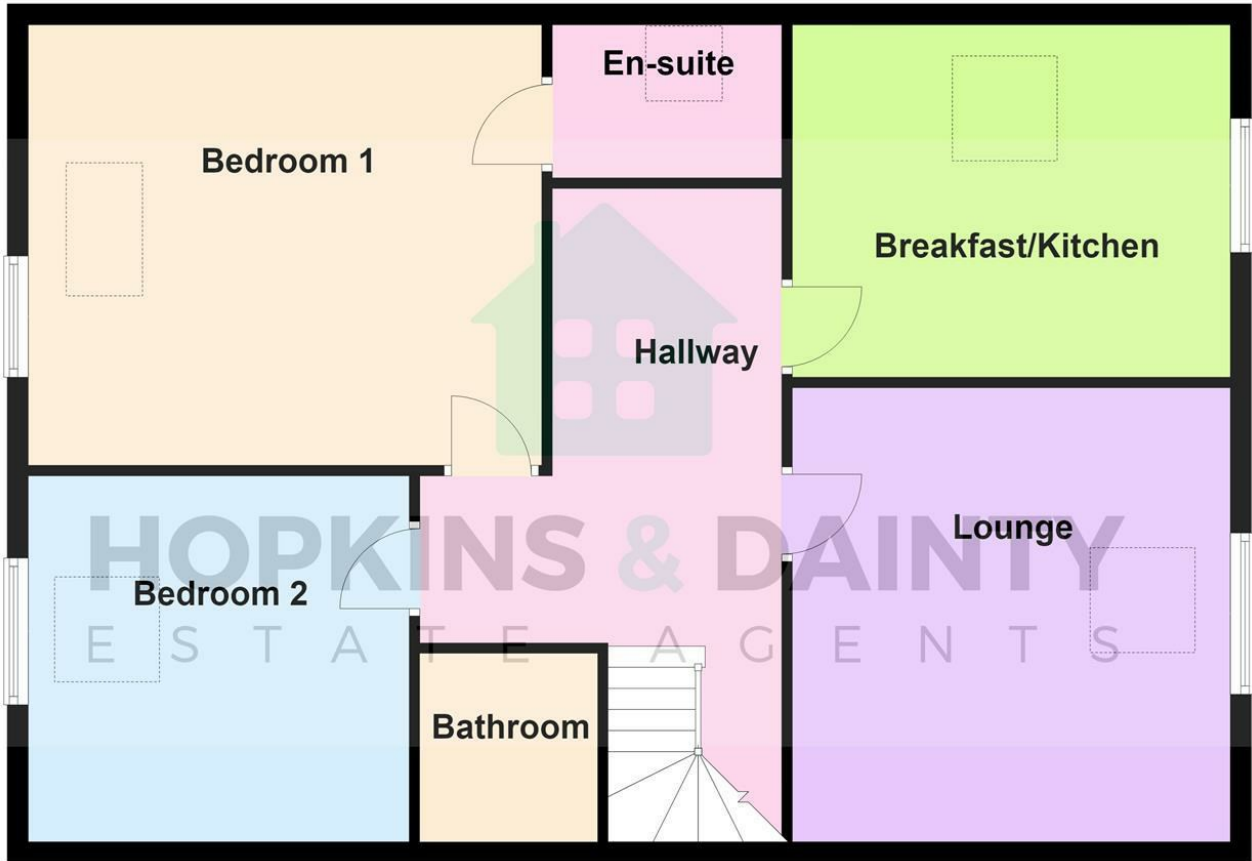 En-suite
Bedroom 1
Breakfast/Kitchen
Hallway
HOPKINS & DAINTY
Lounge
Bedroom 2
ESTATE AGENTS
Bathroom